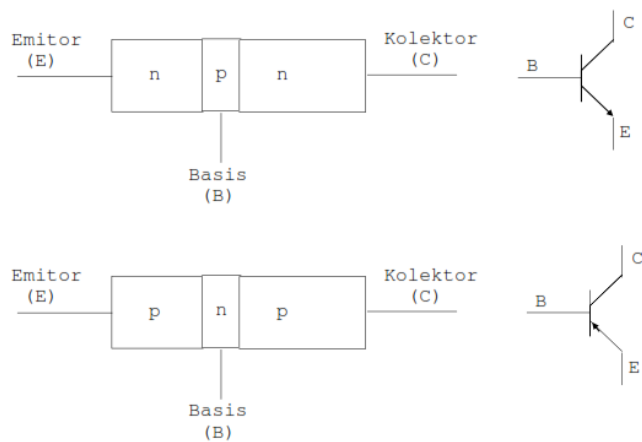 Emitor
(E)
n
p
n
Kolektor
(C)
Basis
(B)
C
B
E
Emitor
(E)
p
n
p
Kolektor
(C)
Basis
(B)
C
B
E